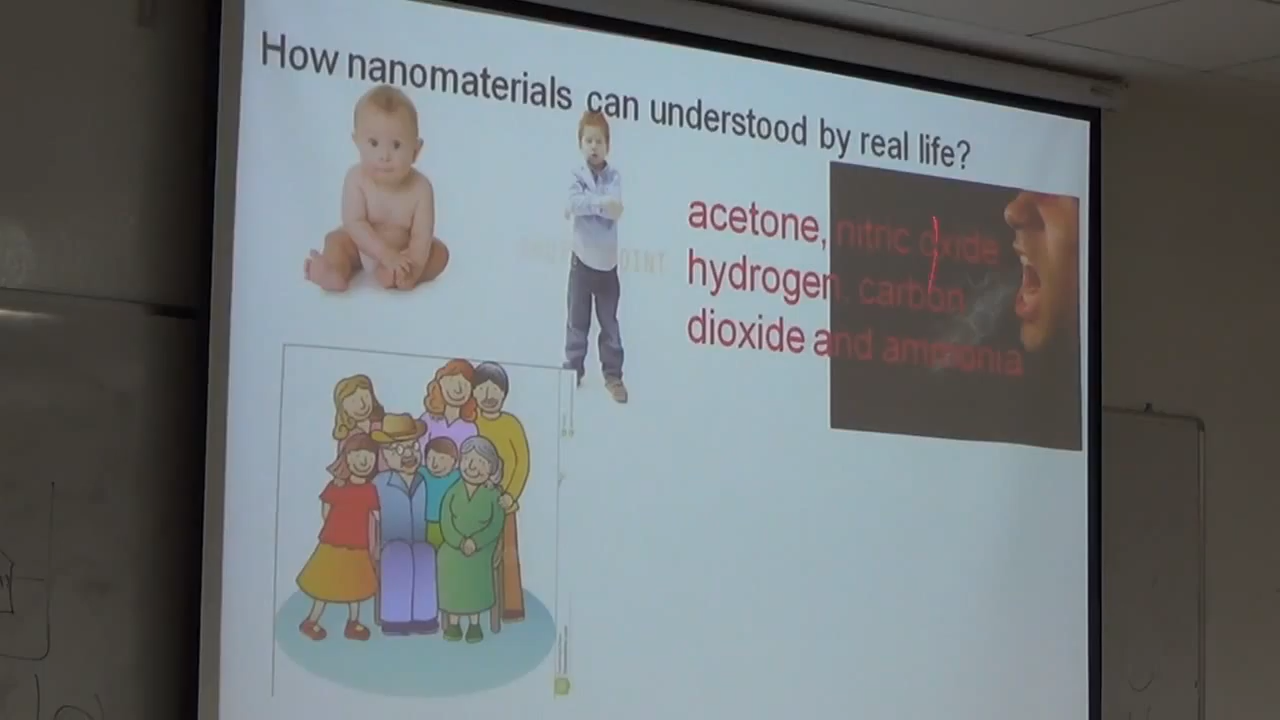 How nanomaterials can understood by real life?
acetone, nitric oxide
hydrogen, carbon
dioxide and ammonia